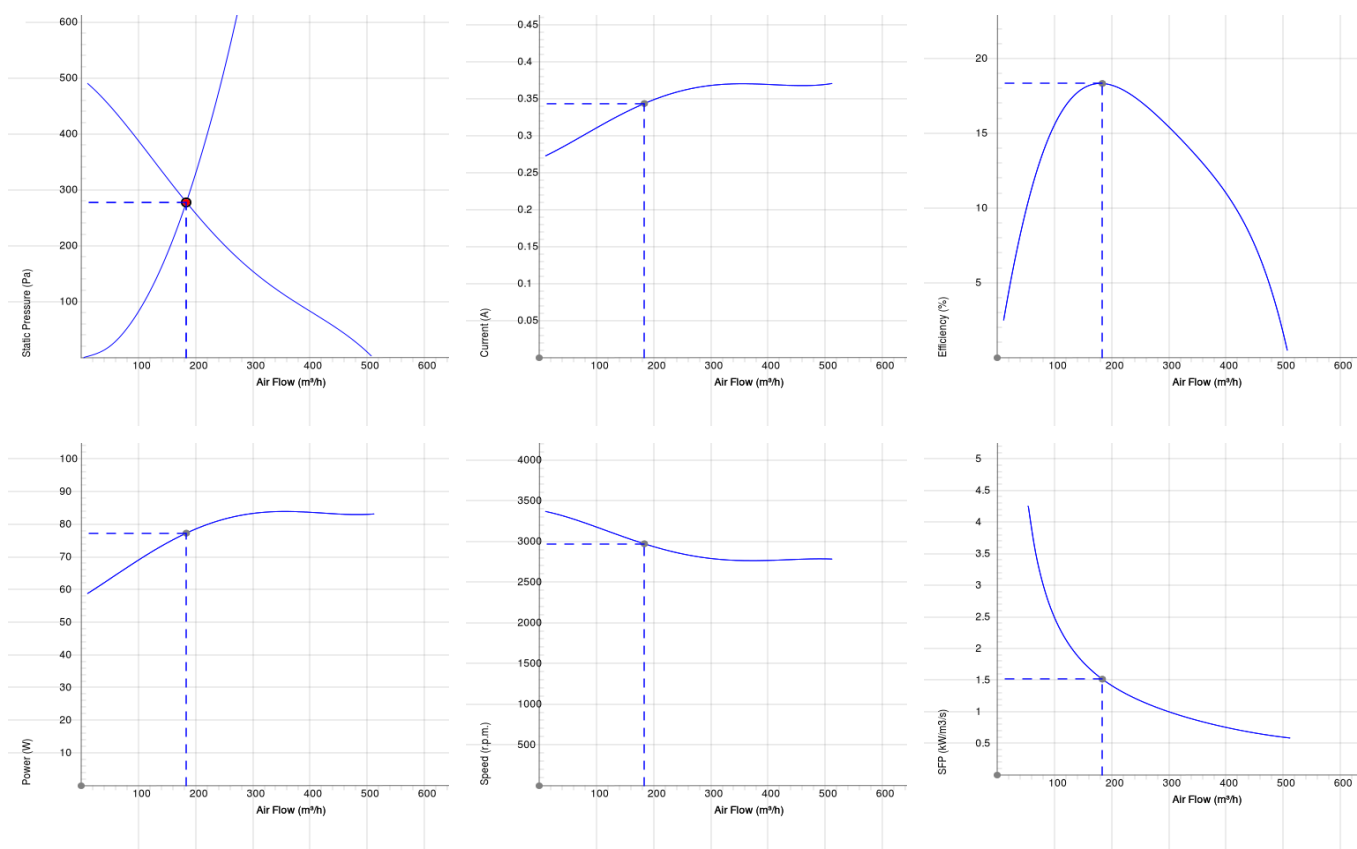 600
500
400
300
200
100
Static Pressure (Pa)
100 200 300 400 500 600
Air Flow (m³/h)
0.45
0.4
0.35
0.3
0.25
0.2
0.15
0.1
0.05
Current (A)
100 200 300 400 500 600
Air Flow (m³/h)
20
15
10
5
Efficiency (%)
100 200 300 400 500 600
Air Flow (m³/h)
100
90
80
70
60
50
40
30
20
10
Power (W)
100 200 300 400 500 600
Air Flow (m³/h)
4000
3500
3000
2500
2000
1500
1000
500
Speed (r.p.m.)
100 200 300 400 500 600
Air Flow (m³/h)
5
4.5
4
3.5
3
2.5
2
1.5
1
0.5
SFP (kW/m3/s)
100 200 300 400 500 600
Air Flow (m³/h)